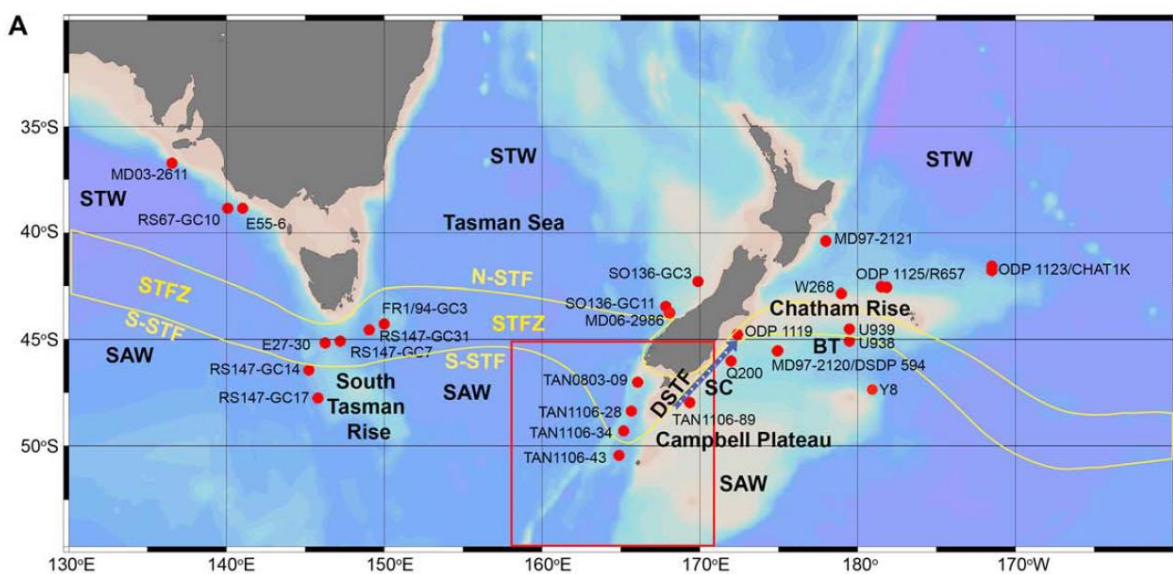 A
35°S
40°S
45°S
50°S
STW
STW
STW
MD03-2611
RS67-GC10
E55-6
Tasman Sea
MD97-2121
SO136-GC3
ODP 1125/R657
ODP 1123/CHAT1K
W268
STFZ
N-STF
S-STF
FR1/94-GC3
SO136-GC11
MD06-2986
Chatham Rise
STFZ
RS147-GC31
ODP 1119
U939
U938
E27-30
RS147-GC7
S-STF
BT
SAW
MD97-2120/DSDP 594
RS147-GC14
Q200
SAW
TAN0803-09
DSTF
SC
Y8
South
Tasman
Rise
RS147-GC17
TAN1106-28
TAN1106-89
TAN1106-34
Campbell Plateau
TAN1106-43
SAW
130°E
140°E
150°E
160°E
170°E
180°
170°W